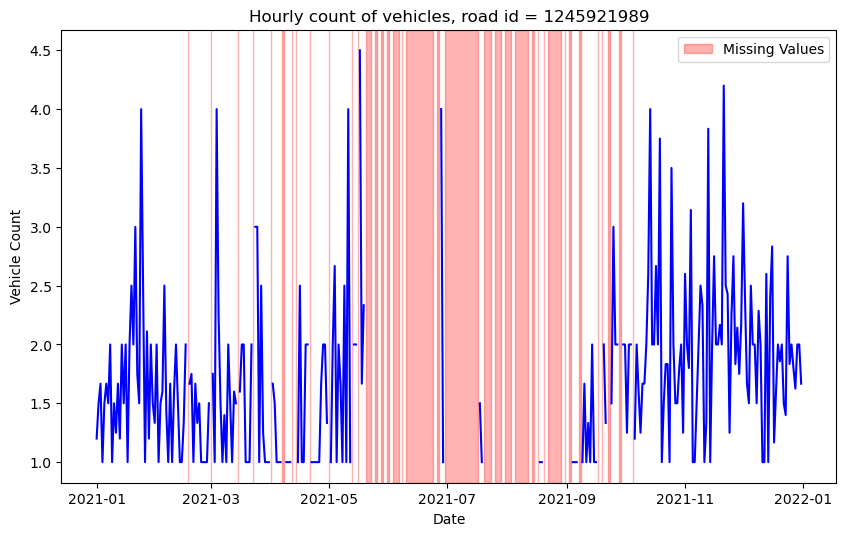 Hourly count of vehicles, road id = 1245921989
Missing Values
Vehicle Count
4.5
4.0
3.5
3.0
2.5
2.0
1.5
1.0
2021-01 2021-03 2021-05 2021-07 2021-09 2021-11 2022-01
Date